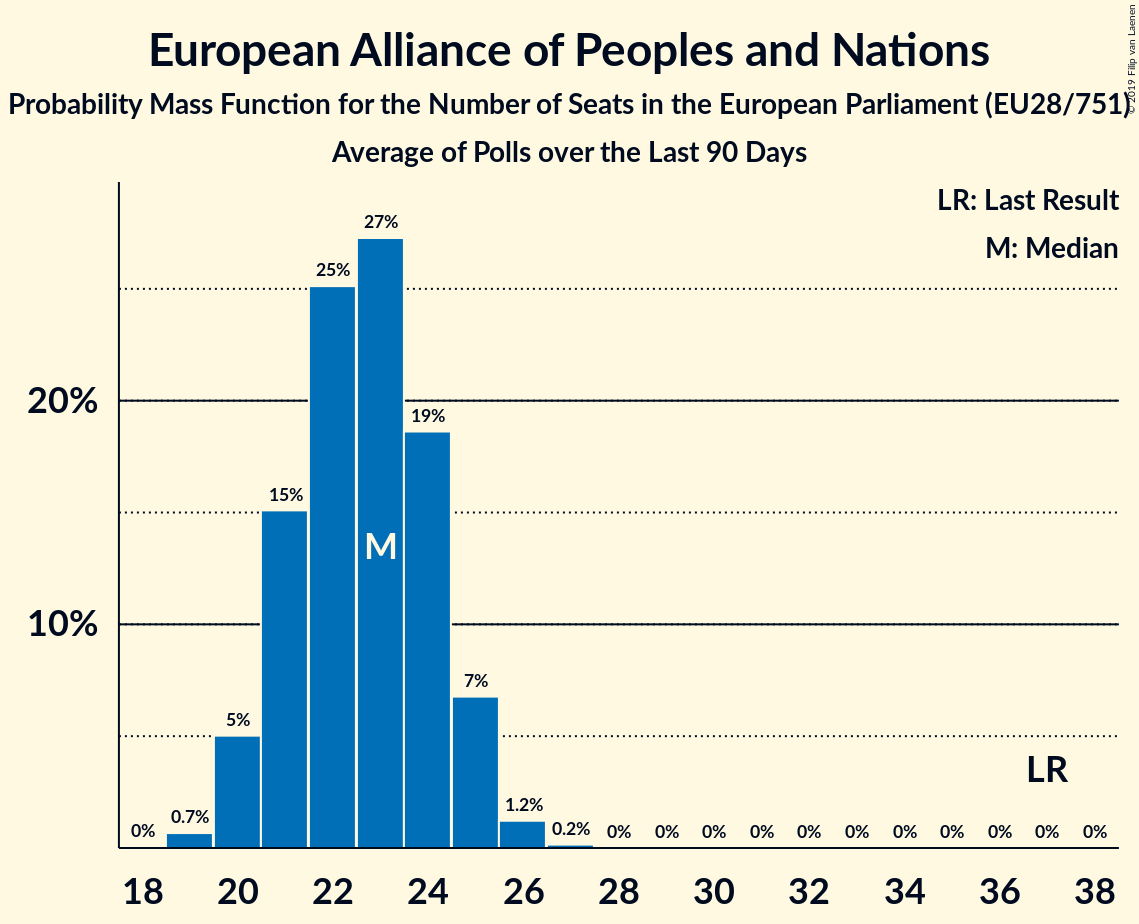 European Alliance of Peoples and Nations
Probability Mass Function for the Number of Seats in the European Parliament (EU28/751)
Average of Polls over the Last 90 Days
© 2019 Filip van Laenen
LR: Last Result
M: Median
27%
25%
20%
19%
15%
M
10%
7%
5%
LR
1.2%
0% 0.7% 0.2% 0% 0% 0% 0% 0% 0% 0% 0% 0% 0% 0%
18 20 22 24 26 28 30 32 34 36 38